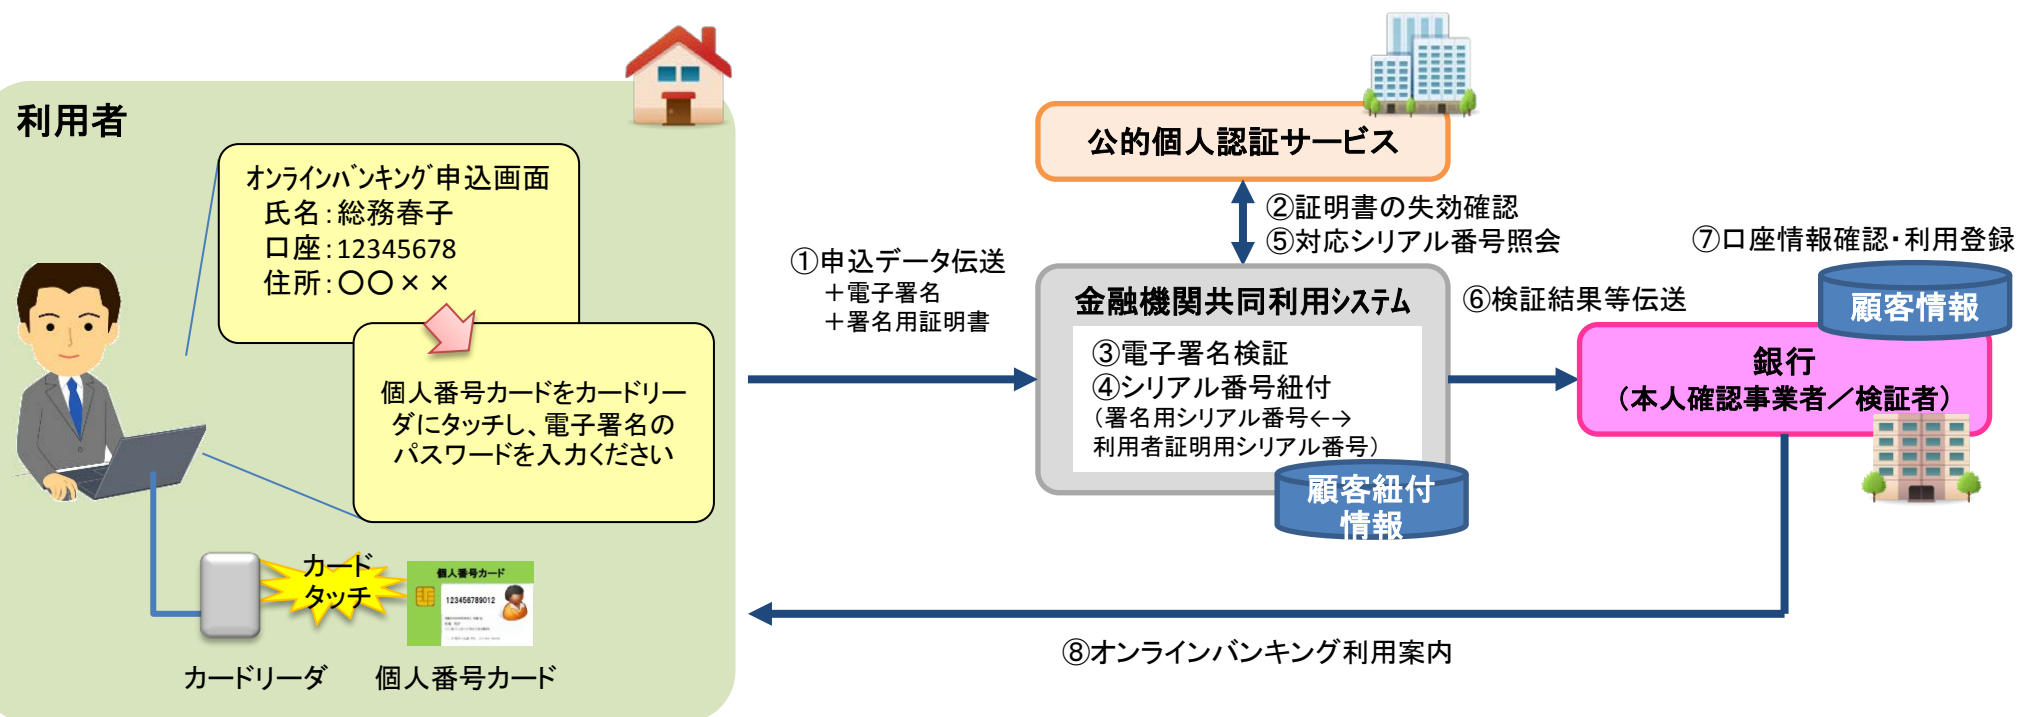 利用者
オンラインバンキング申込画面
氏名：総務春子
口座：12345678
住所：〇〇××
個人番号カードをカードリー
ダにタッチし、電子署名の
パスワードを入力ください
カード
タッチ
個人番号カード
123456789012
カードリーダ
個人番号カード
①申込データ伝送
＋電子署名
＋署名用証明書
公的個人認証サービス
②証明書の失効確認
⑤対応シリアル番号照会
金融機関共同利用システム
③電子署名検証
④シリアル番号紐付
（署名用シリアル番号←→
利用者証明用シリアル番号）
顧客紐付
情報
⑥検証結果等伝送
⑦口座情報確認・利用登録
顧客情報
銀行
（本人確認事業者／検証者）
⑧オンラインバンキング利用案内